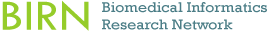 BIRN Biomedical Informatics
Research Network